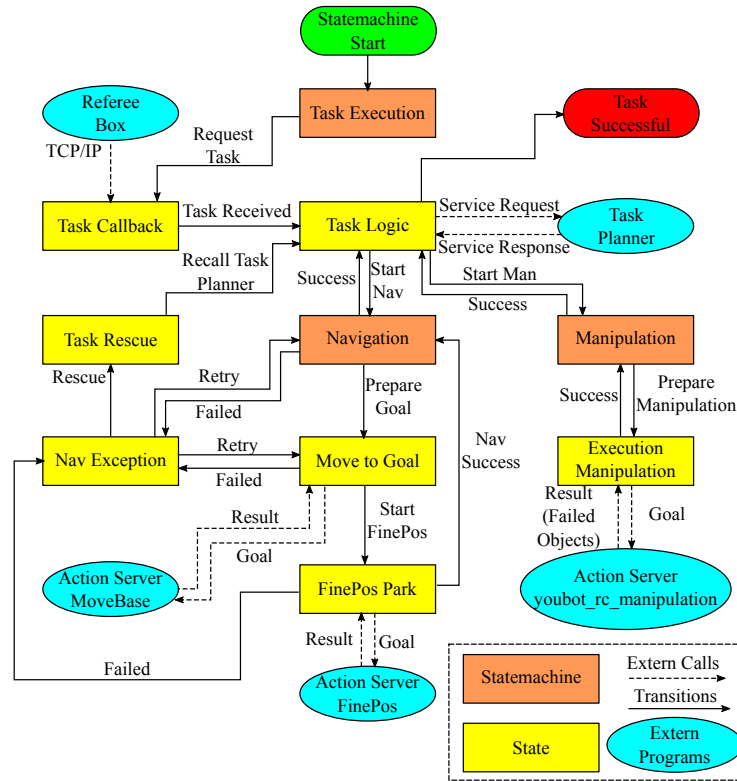 Statemachine
Start
Task Execution
Task
Successful
Referee
Box
TCP/IP
Request
Task
Task Callback
Task Received
Task Logic
Service Request
Service Response
Task
Planner
Recall Task
Planner
Success
Start
Nav
Start Man
Success
Task Rescue
Navigation
Manipulation
Rescue
Retry
Failed
Prepare
Goal
Nav
Success
Success
Prepare
Manipulation
Nav Exception
Retry
Failed
Move to Goal
Execution
Manipulation
Result
Goal
Start
FinePos
Result
(Failed
Objects)
Goal
Action Server
MoveBase
FinePos Park
Action Server
youbot_rc_manipulation
Failed
Result
Goal
Action Server
FinePos
Statemachine
Extern Calls
Transitions
State
Extern
Programs